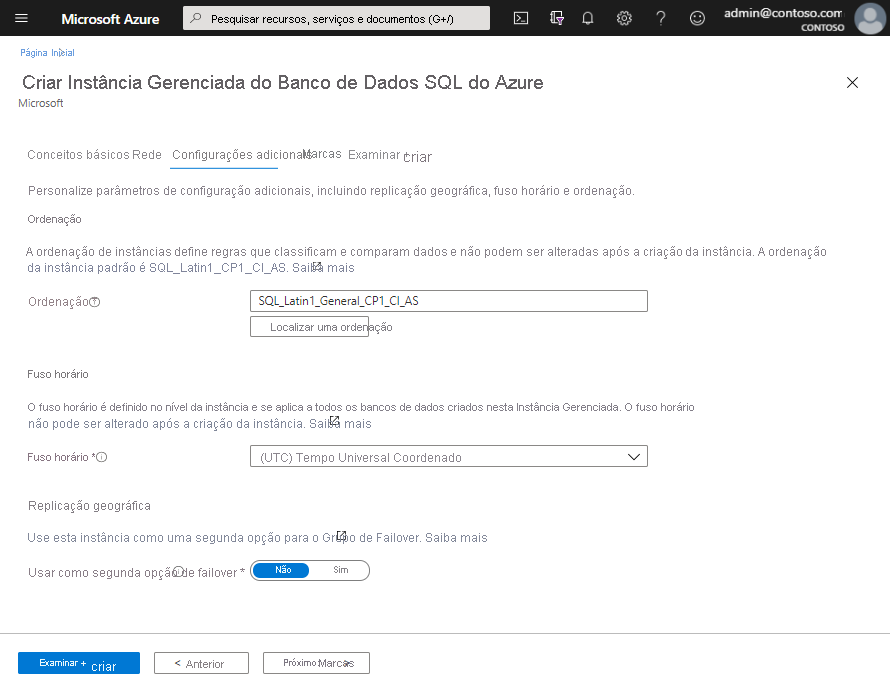 Microsoft Azure
Pesquisar recursos, serviços e documentos (G+/)
admin@contoso.com
CONTOSO
Página Inicial
Criar Instância Gerenciada do Banco de Dados SQL do Azure
Microsoft
Conceitos básicos Rede Configurações adicionais Marcas Examinar + criar
Personalize parâmetros de configuração adicionais, incluindo replicação geográfica, fuso horário e ordenação.
Ordenação
A ordenação de instâncias define regras que classificam e comparam dados e não podem ser alteradas após a criação da instância. A ordenação
da instância padrão é SQL_Latin1_CP1_CI_AS. Saiba mais
Ordenação
SQL_Latin1_General_CP1_CI_AS
Localizar uma ordenação
Fuso horário
O fuso horário é definido no nível da instância e se aplica a todos os bancos de dados criados nesta Instância Gerenciada. O fuso horário
não pode ser alterado após a criação da instância. Saiba mais
Fuso horário *
(UTC) Tempo Universal Coordenado
Replicação geográfica
Use esta instância como uma segunda opção para o Grupo de Failover. Saiba mais
Usar como segunda opção de failover *
Não Sim
Examinar + criar
< Anterior
Próximo: Marcas >